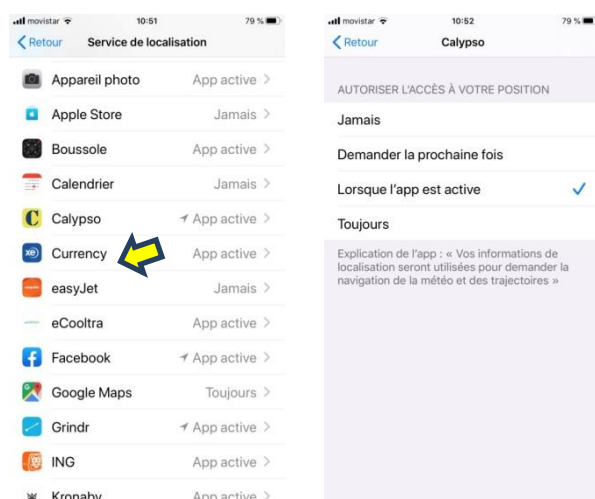 movistar 10:51 79 %
Retour Service de localisation
Appareil photo App active
Apple Store Jamais
Boussole App active
Calendrier Jamais
C Calypso App active
xe Currency App active
easyJet Jamais
eCooltra App active
f Facebook App active
Google Maps Toujours
Grindr App active
ING App active
Kronaby App active
movistar 10:52 79 %
Retour Calypso
AUTORISER L'ACCÈS À VOTRE POSITION
Jamais
Demander la prochaine fois
Lorsque l'app est active
Toujours
Explication de l'app : « Vos informations de
localisation seront utilisées pour demander la
navigation de la météo et des trajectoires »